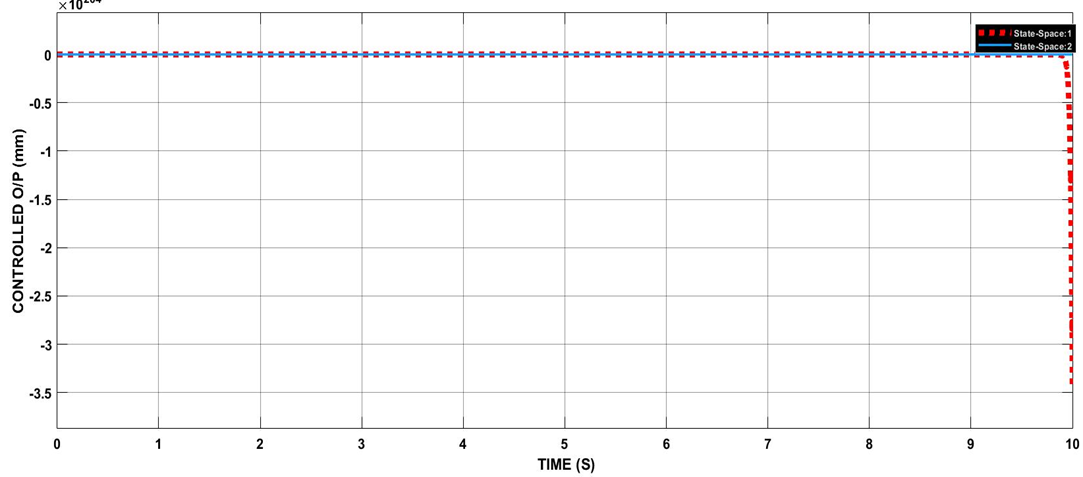 ×10²⁰⁴
State-Space:1
State-Space:2
0
-0.5
-1
-1.5
-2
-2.5
-3
-3.5
CONTROLLED O/P (mm)
0 1 2 3 4 5 6 7 8 9 10
TIME (S)